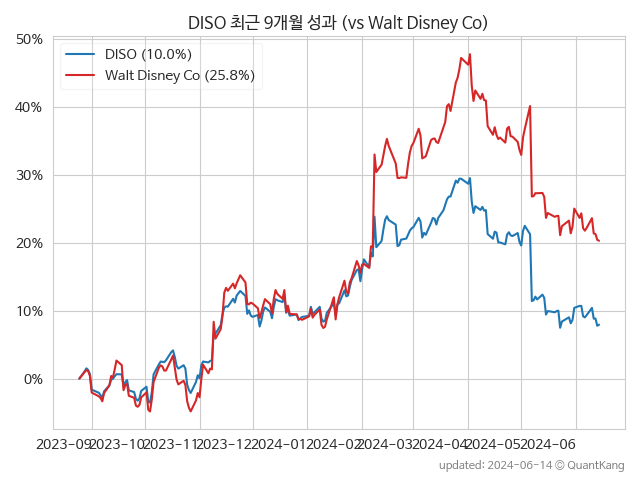 DISO 최근 9개월 성과 (vs Walt Disney Co)
DISO (10.0%)
Walt Disney Co (25.8%)
50%
40%
30%
20%
10%
0%
2023-09 2023-10 2023-11 2023-12 2024-01 2024-02 2024-03 2024-04 2024-05 2024-06
updated: 2024-06-14 © QuantKang